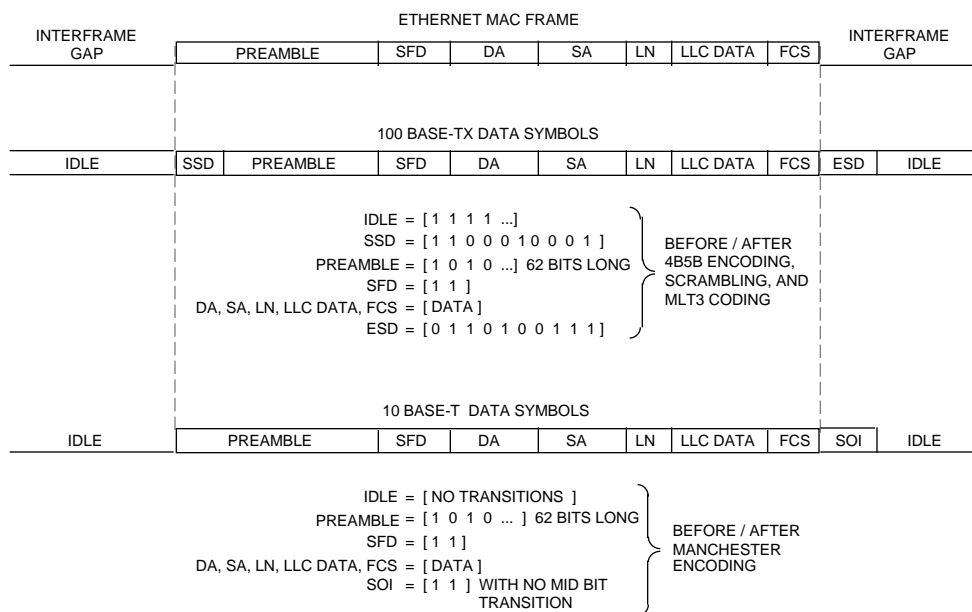 ETHERNET MAC FRAME
INTERFRAME GAP
PREAMBLE SFD DA SA LN LLC DATA FCS
INTERFRAME GAP
100 BASE-TX DATA SYMBOLS
IDLE SSD PREAMBLE SFD DA SA LN LLC DATA FCS ESD IDLE
IDLE = [ 1 1 1 1 ...]
SSD = [ 1 1 0 0 0 1 0 0 0 1 ]
PREAMBLE = [ 1 0 1 0 ...] 62 BITS LONG
SFD = [ 1 1 ]
DA, SA, LN, LLC DATA, FCS = [ DATA ]
ESD = [ 0 1 1 0 1 0 0 1 1 1 ]
BEFORE / AFTER
4B5B ENCODING,
SCRAMBLING, AND
MLT3 CODING
10 BASE-T DATA SYMBOLS
IDLE PREAMBLE SFD DA SA LN LLC DATA FCS SOI IDLE
IDLE = [ NO TRANSITIONS ]
PREAMBLE = [ 1 0 1 0 ... ] 62 BITS LONG
SFD = [ 1 1 ]
DA, SA, LN, LLC DATA, FCS = [ DATA ]
SOI = [ 1 1 ] WITH NO MID BIT
TRANSITION
BEFORE / AFTER
MANCHESTER
ENCODING